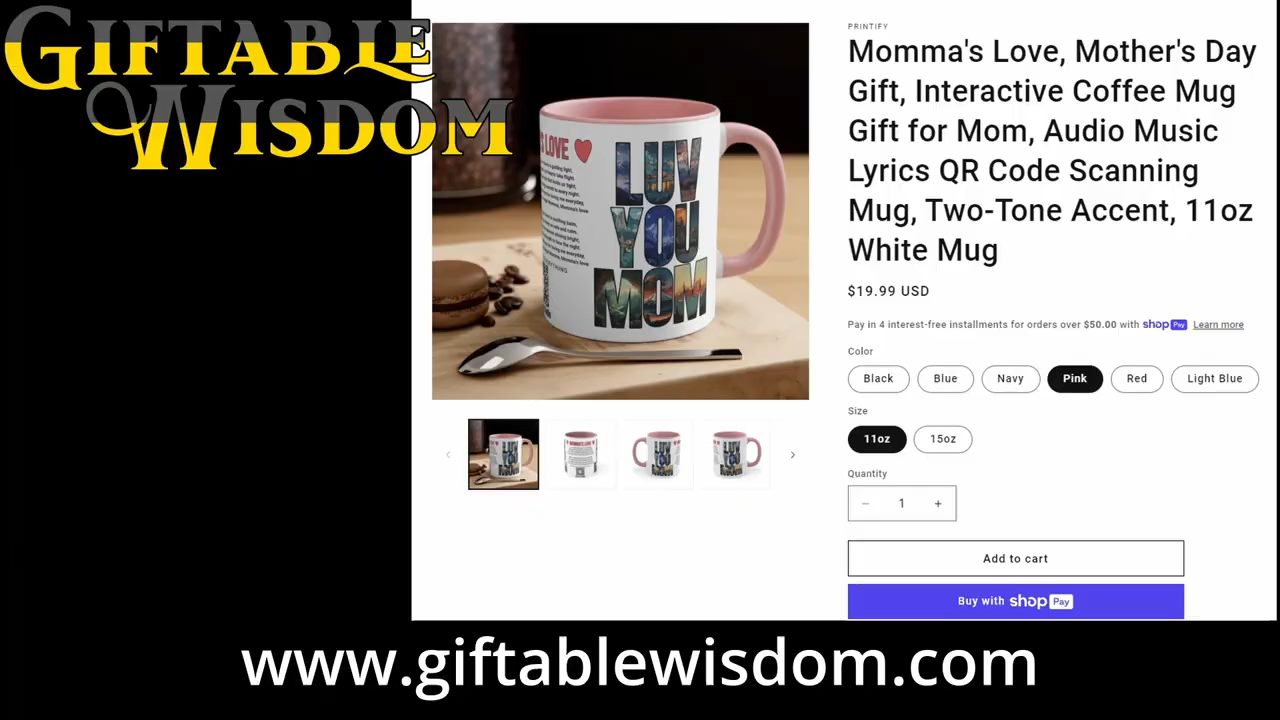 GIFTABLE
WISDOM
PRINTIFY
Momma's Love, Mother's Day
Gift, Interactive Coffee Mug
Gift for Mom, Audio Music
Lyrics QR Code Scanning
Mug, Two-Tone Accent, 11oz
White Mug
$19.99 USD
Pay in 4 interest-free installments for orders over $50.00 with shop Pay Learn more
Color
Black Blue Navy Pink Red Light Blue
Size
11oz 15oz
Quantity
− 1 +
Add to cart
Buy with shop Pay
LOVE
LUV
YOU
MOM
www.giftablewisdom.com